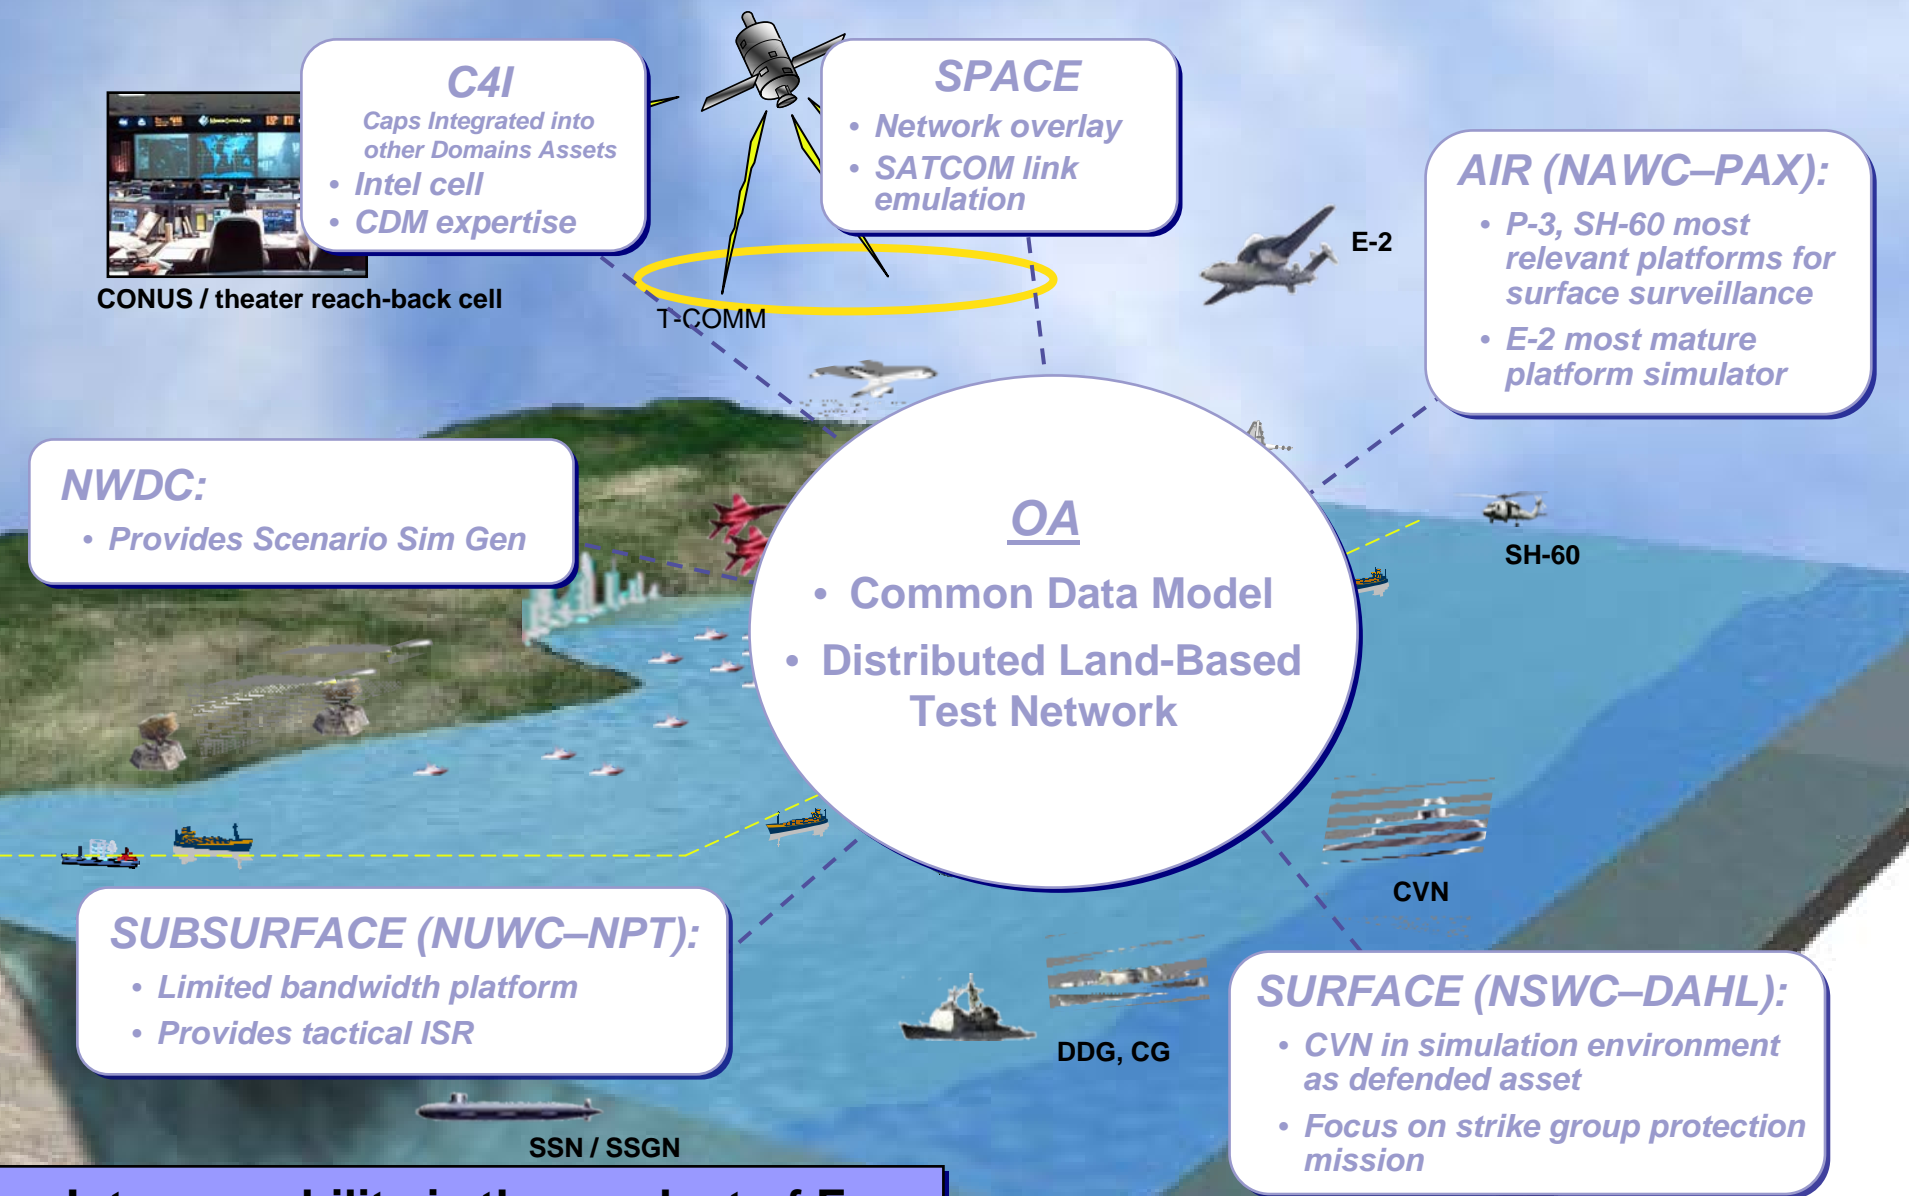 C4I
Caps Integrated into
other Domains Assets
• Intel cell
• CDM expertise
SPACE
• Network overlay
• SATCOM link
emulation
AIR (NAWC–PAX):
• P-3, SH-60 most
relevant platforms for
surface surveillance
• E-2 most mature
platform simulator
E-2
CONUS / theater reach-back cell
T-COMM
NWDC:
• Provides Scenario Sim Gen
OA
• Common Data Model
• Distributed Land-Based
Test Network
SH-60
CVN
SUBSURFACE (NUWC–NPT):
• Limited bandwidth platform
• Provides tactical ISR
DDG, CG
SURFACE (NSWC–DAHL):
• CVN in simulation environment
as defended asset
• Focus on strike group protection
mission
SSN / SSGN